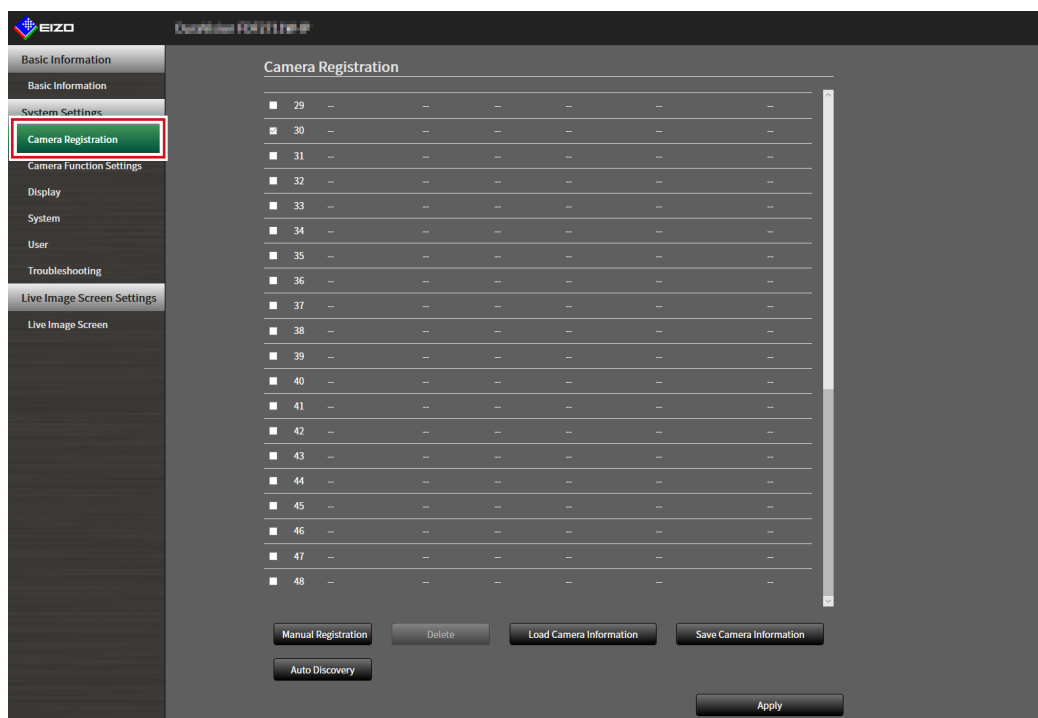 EIZO
Basic Information
Basic Information
System Settings
Camera Registration
Camera Function Settings
Display
System
User
Troubleshooting
Live Image Screen Settings
Live Image Screen
Camera Registration
29 -- -- -- -- -- --
30 -- -- -- -- -- --
31 -- -- -- -- -- --
32 -- -- -- -- -- --
33 -- -- -- -- -- --
34 -- -- -- -- -- --
35 -- -- -- -- -- --
36 -- -- -- -- -- --
37 -- -- -- -- -- --
38 -- -- -- -- -- --
39 -- -- -- -- -- --
40 -- -- -- -- -- --
41 -- -- -- -- -- --
42 -- -- -- -- -- --
43 -- -- -- -- -- --
44 -- -- -- -- -- --
45 -- -- -- -- -- --
46 -- -- -- -- -- --
47 -- -- -- -- -- --
48 -- -- -- -- -- --
Manual Registration Delete Load Camera Information Save Camera Information
Auto Discovery
Apply